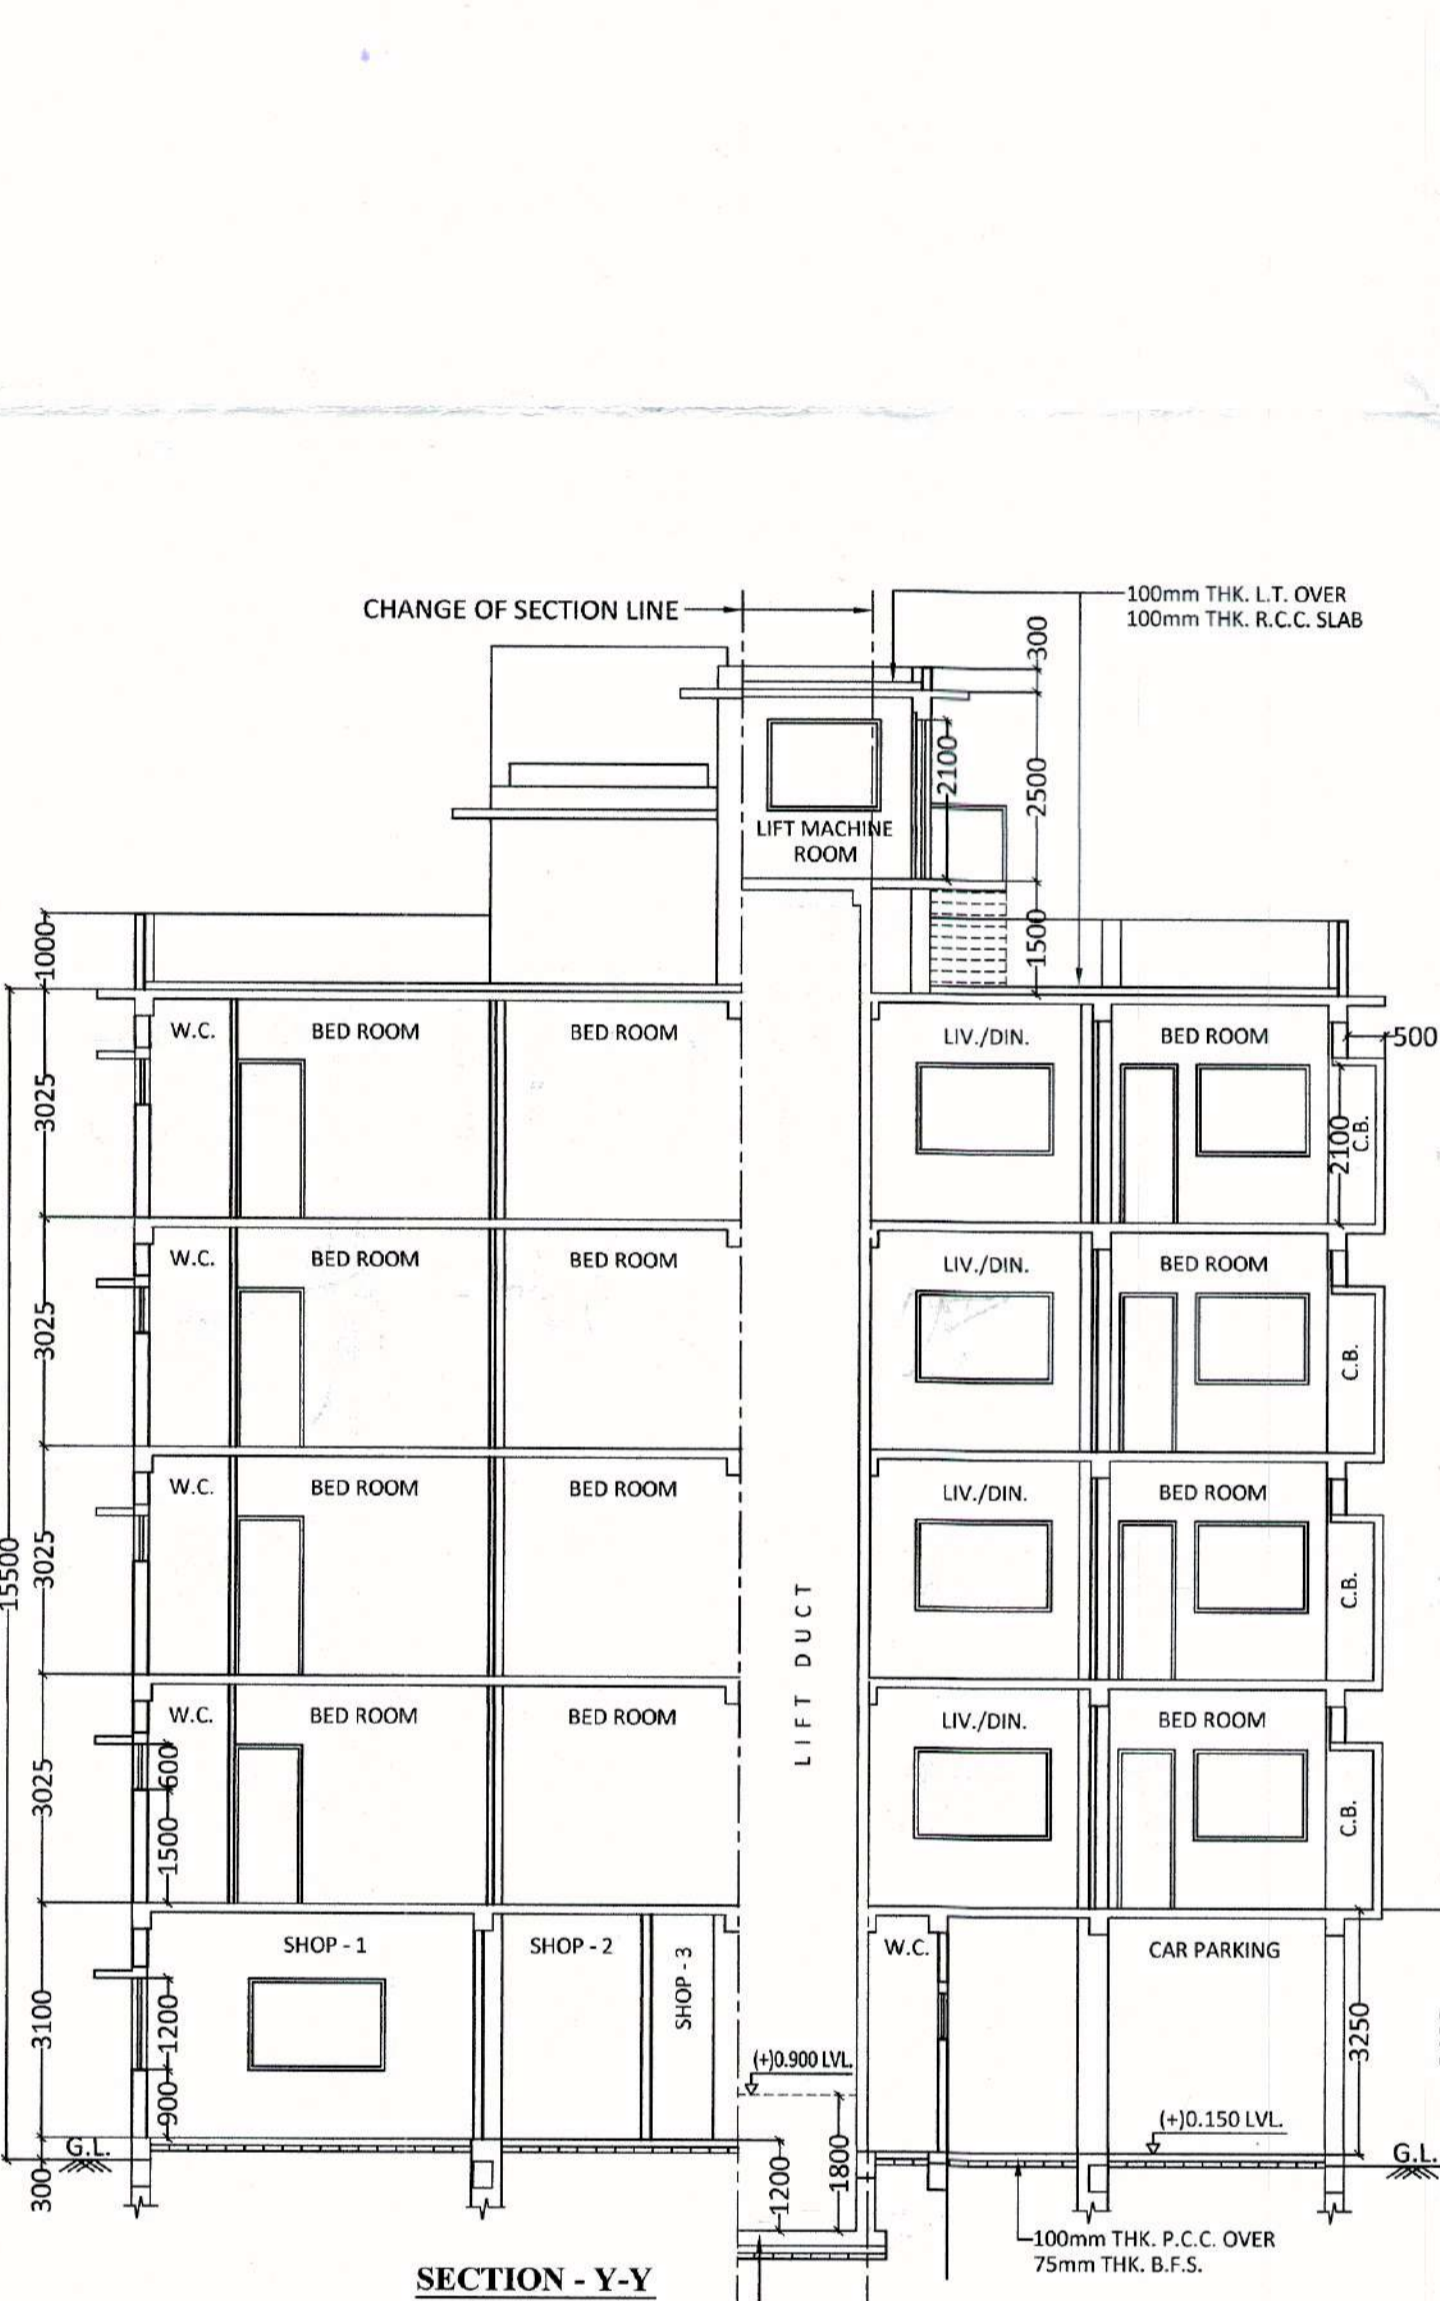 CHANGE OF SECTION LINE
100mm THK. L.T. OVER
100mm THK. R.C.C. SLAB
300
2100
2500
LIFT MACHINE
ROOM
1000
1500
W.C.
BED ROOM
BED ROOM
LIV./DIN.
BED ROOM
500
3025
2100
C.B.
W.C.
BED ROOM
BED ROOM
LIV./DIN.
BED ROOM
3025
C.B.
W.C.
BED ROOM
BED ROOM
LIV./DIN.
BED ROOM
15500
3025
C.B.
LIFT DUCT
W.C.
BED ROOM
BED ROOM
LIV./DIN.
BED ROOM
600
3025
1500
C.B.
SHOP - 1
SHOP - 2
SHOP - 3
W.C.
CAR PARKING
3100
1200
900
3250
(+)0.900 LVL.
(+)0.150 LVL.
G.L.
G.L.
300
1200
1800
100mm THK. P.C.C. OVER
75mm THK. B.F.S.
SECTION - Y-Y